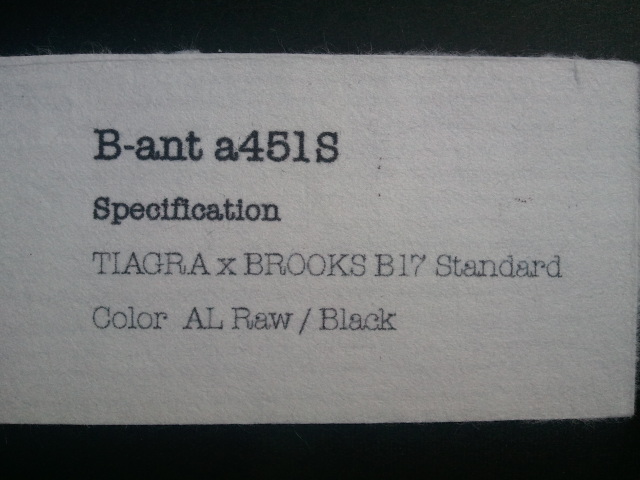 B-ant a451S
Specification
TIAGRA x BROOKS B17 Standard
Color AL Raw / Black